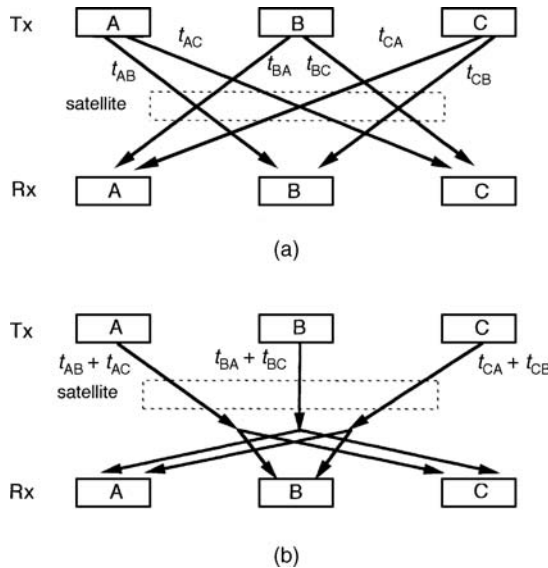 Tx A B C
t_AC t_CA
t_AB t_BA t_BC t_CB
satellite
Rx A B C
(a)
Tx A B C
t_AB + t_AC t_BA + t_BC t_CA + t_CB
satellite
Rx A B C
(b)